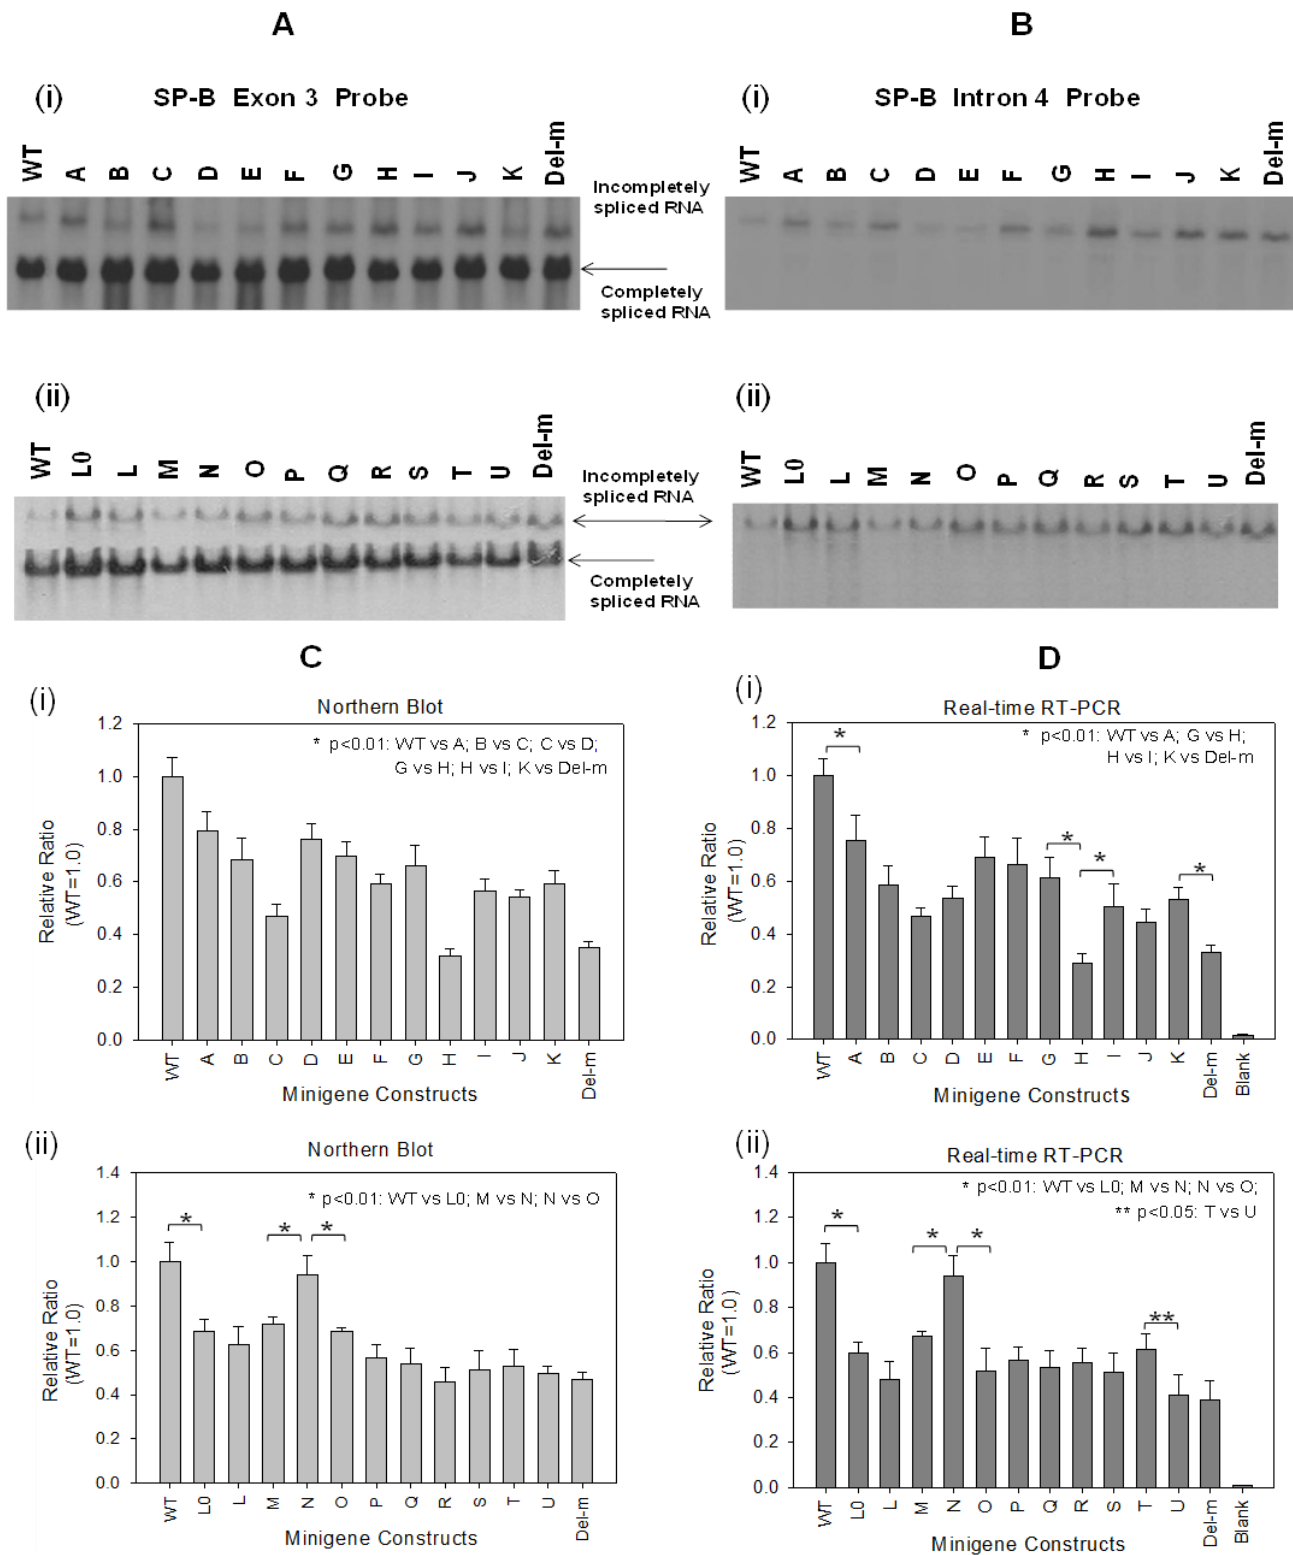 A
B
(i)
SP-B Exon 3 Probe
(i)
SP-B Intron 4 Probe
WT A B C D E F G H I J K Del-m
WT A B C D E F G H I J K Del-m
Incompletely
spliced RNA
Completely
spliced RNA
(ii)
(ii)
WT L0 L M N O P Q R S T U Del-m
WT L0 L M N O P Q R S T U Del-m
Incompletely
spliced RNA
Completely
spliced RNA
C
D
(i)
Northern Blot
* p<0.01: WT vs A; B vs C; C vs D;
G vs H; H vs I; K vs Del-m
Relative Ratio
(WT=1.0)
1.2
1.0
0.8
0.6
0.4
0.2
0.0
WT A B C D E F G H I J K Del-m
Minigene Constructs
(i)
Real-time RT-PCR
* p<0.01: WT vs A; G vs H;
H vs I; K vs Del-m
Relative Ratio
(WT=1.0)
1.2
1.0
0.8
0.6
0.4
0.2
0.0
* * * *
WT A B C D E F G H I J K Del-m Blank
Minigene Constructs
(ii)
Northern Blot
* p<0.01: WT vs L0; M vs N; N vs O
Relative Ratio
(WT=1.0)
1.4
1.2
1.0
0.8
0.6
0.4
0.2
0.0
* * *
WT L0 L M N O P Q R S T U Del-m
Minigene Constructs
(ii)
Real-time RT-PCR
* p<0.01: WT vs L0; M vs N; N vs O;
** p<0.05: T vs U
Relative Ratio
(WT=1.0)
1.4
1.2
1.0
0.8
0.6
0.4
0.2
0.0
* * * **
WT L0 L M N O P Q R S T U Del-m Blank
Minigene Constructs